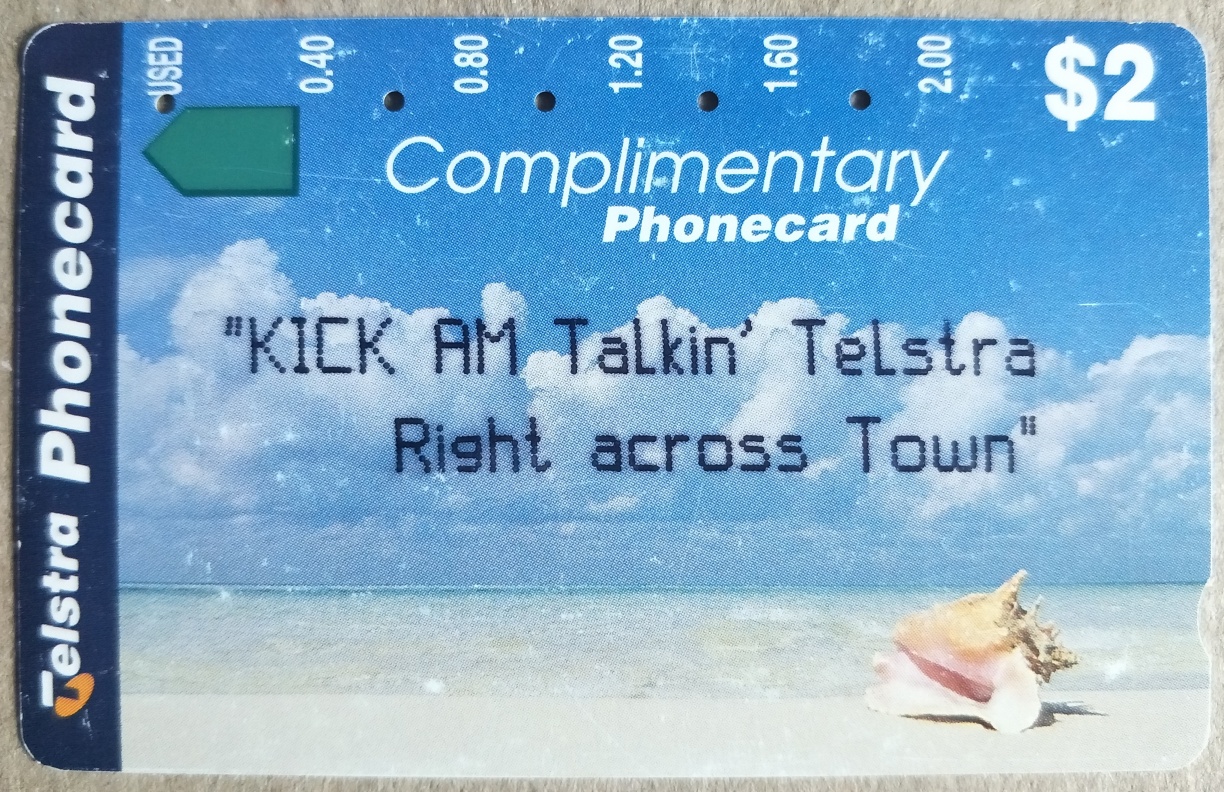 USED 0.40 0.80 1.20 1.60 2.00
$2
Telstra Phonecard
Complimentary
Phonecard
"KICK AM Talkin' Telstra
Right across Town"